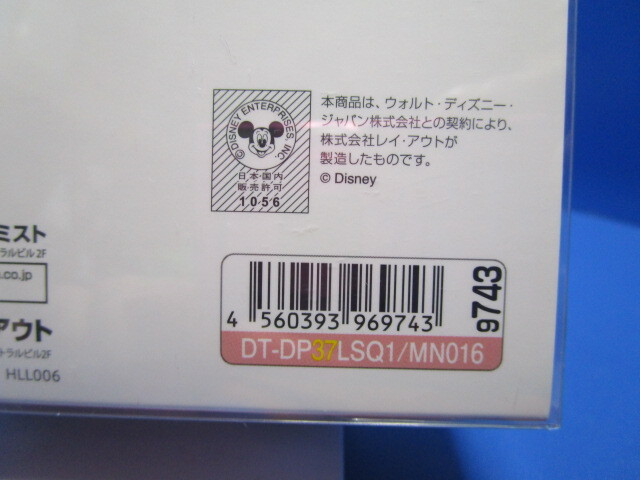 © DISNEY ENTERPRISES, INC.
日本国内
販売許可
1056
本商品は、ウォルト・ディズニー・
ジャパン株式会社との契約により、
株式会社レイ・アウトが
製造したものです。
© Disney
ミスト
ラルビル2F
.co.jp
アウト
トラルビル2F
HLL006
4 560393 969743
9743
DT-DP37LSQ1/MN016